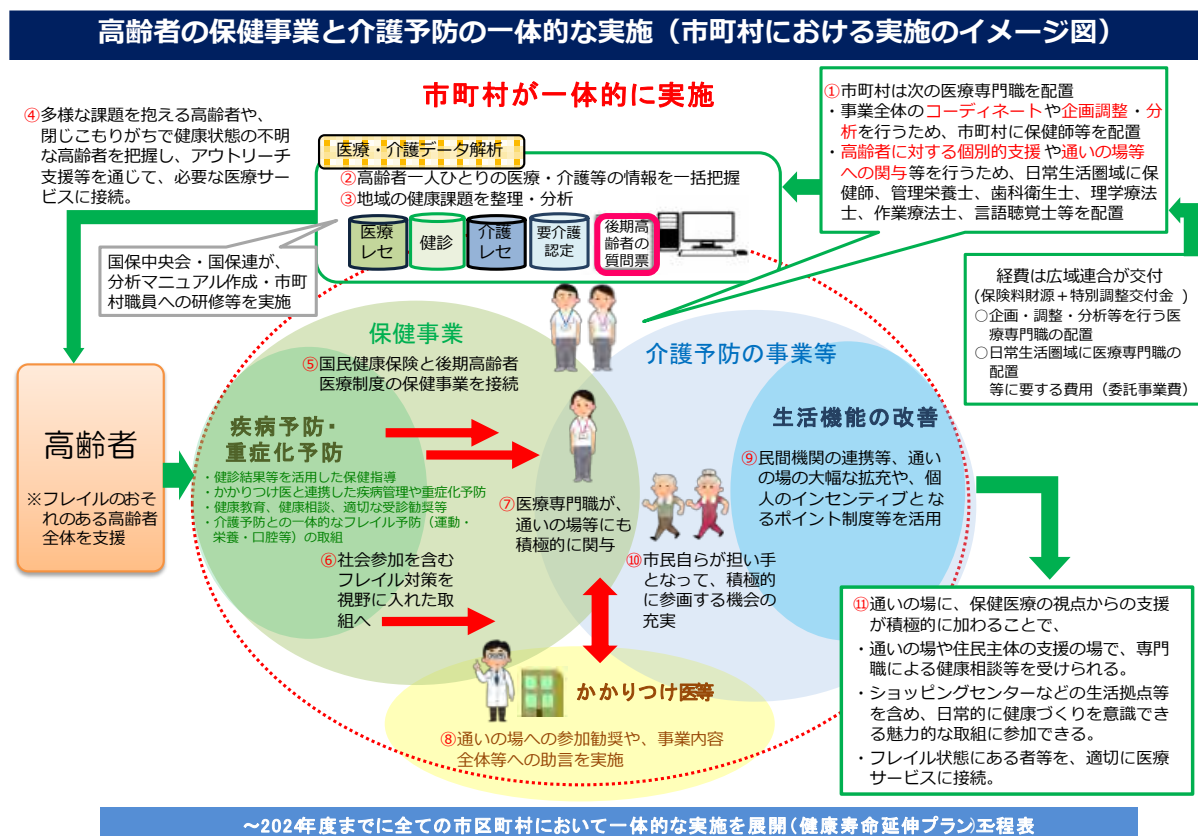 高齢者の保健事業と介護予防の一体的な実施（市町村における実施のイメージ図）
市町村が一体的に実施
④多様な課題を抱える高齢者や、
閉じこもりがちで健康状態の不明
な高齢者を把握し、アウトリーチ
支援等を通じて、必要な医療サー
ビスに接続。
医療・介護データ解析
②高齢者一人ひとりの医療・介護等の情報を一括把握
③地域の健康課題を整理・分析
医療
レセ
健診
介護
レセ
要介護
認定
後期高
齢者の
質問票
①市町村は次の医療専門職を配置
・事業全体のコーディネートや企画調整・分
析を行うため、市町村に保健師等を配置
・高齢者に対する個別的支援や通いの場等
への関与等を行うため、日常生活圏域に保
健師、管理栄養士、歯科衛生士、理学療法
士、作業療法士、言語聴覚士等を配置
国保中央会・国保連が、
分析マニュアル作成・市町
村職員への研修等を実施
経費は広域連合が交付
(保険料財源＋特別調整交付金 )
○企画・調整・分析等を行う医
療専門職の配置
○日常生活圏域に医療専門職の
配置
等に要する費用（委託事業費）
保健事業
⑤国民健康保険と後期高齢者
医療制度の保健事業を接続
介護予防の事業等
高齢者
※フレイルのおそ
れのある高齢者
全体を支援
疾病予防・
重症化予防
・健診結果等を活用した保健指導
・かかりつけ医と連携した疾病管理や重症化予防
・健康教育、健康相談、適切な受診勧奨等
・介護予防との一体的なフレイル予防（運動・
栄養・口腔等）の取組
⑥社会参加を含む
フレイル対策を
視野に入れた取
組へ
⑦医療専門職が、
通いの場等にも
積極的に関与
生活機能の改善
⑨民間機関の連携等、通い
の場の大幅な拡充や、個
人のインセンティブとな
るポイント制度等を活用
⑩市民自らが担い手
となって、積極的
に参画する機会の
充実
かかりつけ医等
⑧通いの場への参加勧奨や、事業内容
全体等への助言を実施
⑪通いの場に、保健医療の視点からの支援
が積極的に加わることで、
・通いの場や住民主体の支援の場で、専門
職による健康相談等を受けられる。
・ショッピングセンターなどの生活拠点等
を含め、日常的に健康づくりを意識でき
る魅力的な取組に参加できる。
・フレイル状態にある者等を、適切に医療
サービスに接続。
～2024年度までに全ての市区町村において一体的な実施を展開（健康寿命延伸プラン工程表